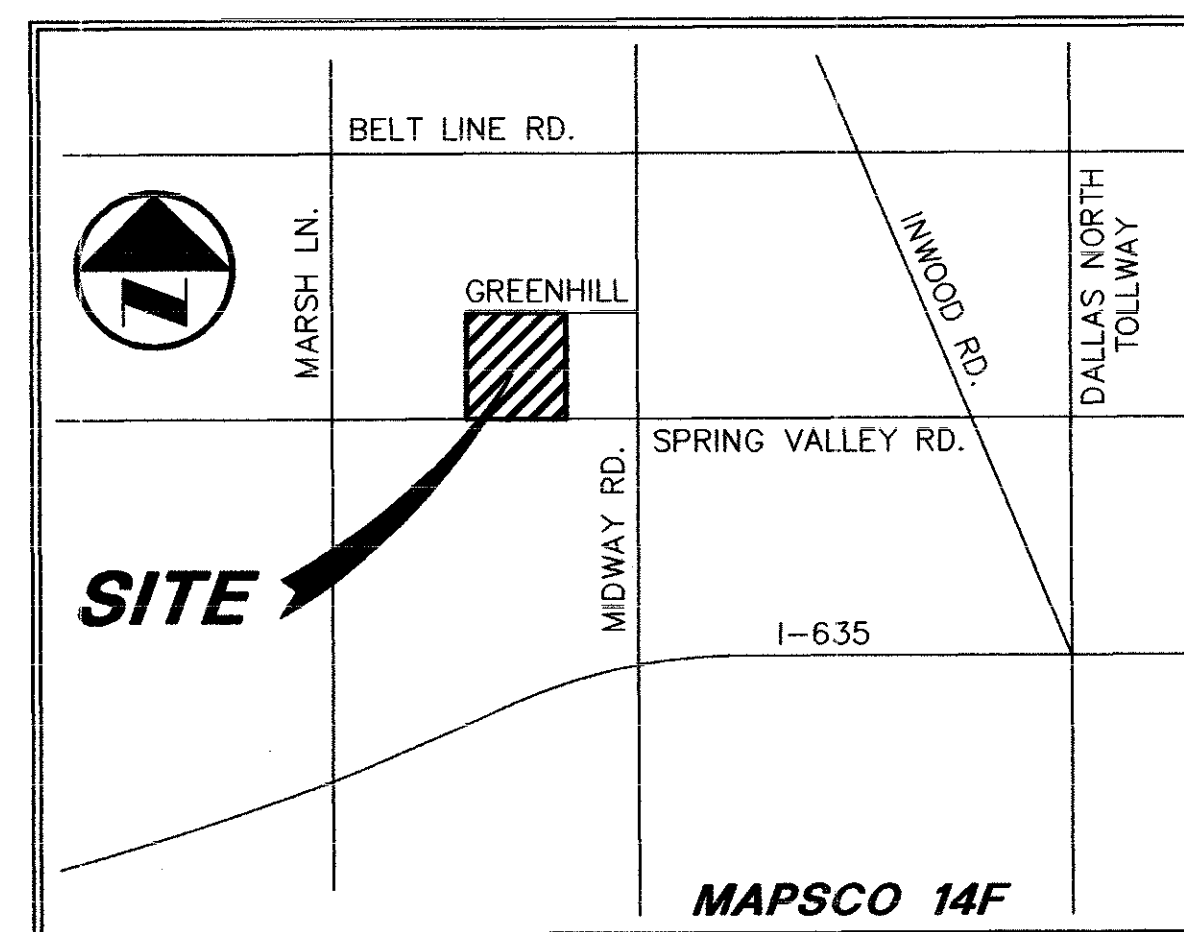 BELT LINE RD.
MARSH LN.
GREENHILL
INWOOD RD.
DALLAS NORTH
TOLLWAY
SPRING VALLEY RD.
MIDWAY RD.
SITE
I-635
MAPSCO 14F
N